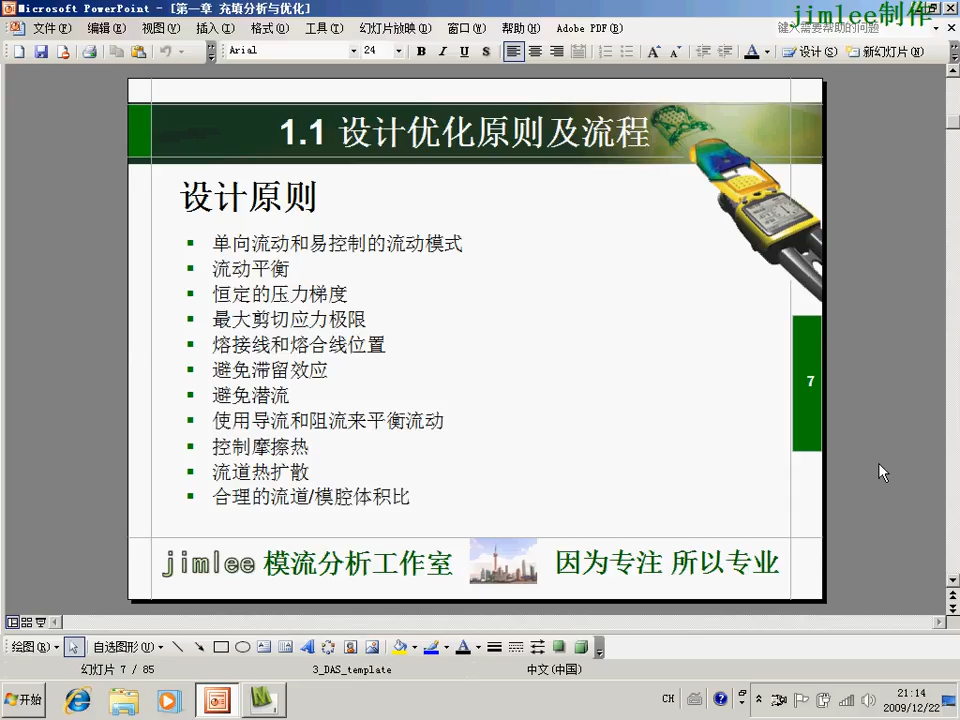 Microsoft PowerPoint - [第一章 充填分析与优化]
jimlee制作
文件(F) 编辑(E) 视图(V) 插入(I) 格式(O) 工具(T) 幻灯片放映(D) 窗口(W) 帮助(H) Adobe PDF(B) 键入需要帮助的问题
Arial 24 B I U S A A A 设计(S) 新幻灯片(N)
1.1 设计优化原则及流程
设计原则
单向流动和易控制的流动模式
流动平衡
恒定的压力梯度
最大剪切应力极限
熔接线和熔合线位置
避免滞留效应
7
避免潜流
使用导流和阻流来平衡流动
控制摩擦热
流道热扩散
合理的流道/模腔体积比
jimlee 模流分析工作室 因为专注 所以专业
绘图(R) 自选图形(U) A A
幻灯片 7 / 85 3_DAS_template 中文(中国)
开始 CH 21:14
2009/12/22